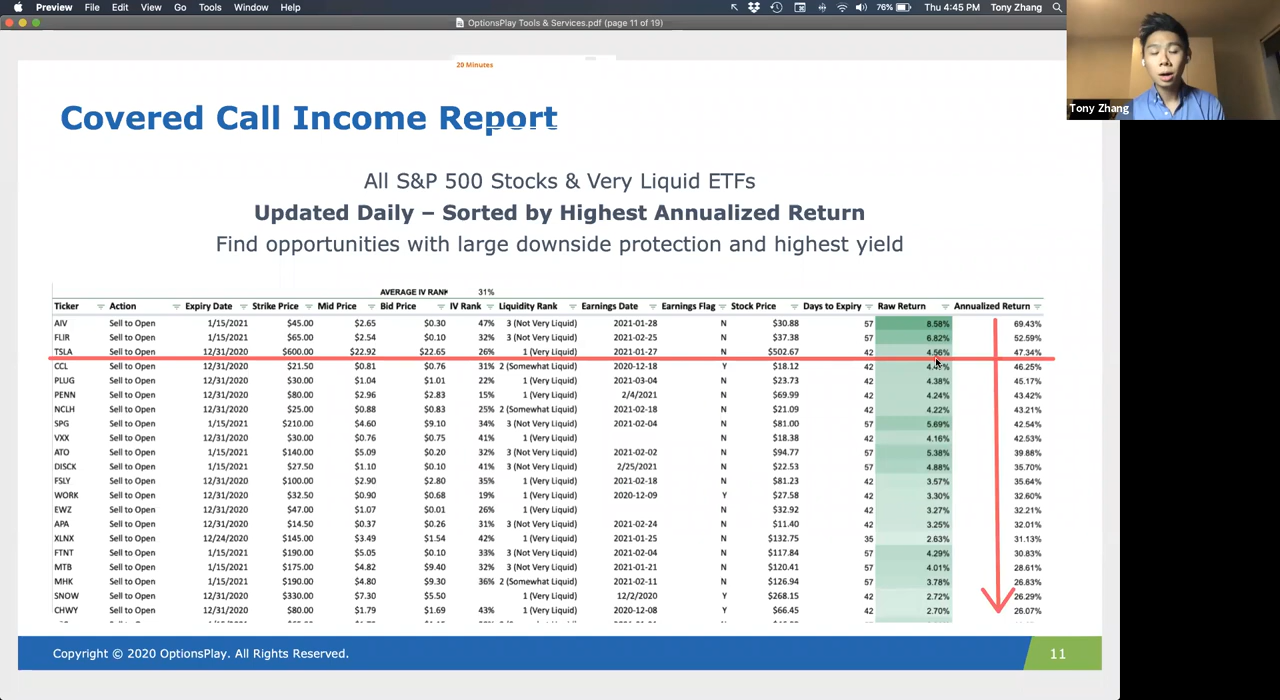 Preview File Edit View Go Tools Window Help 76% Thu 4:45 PM Tony Zhang
OptionsPlay Tools & Services.pdf (page 11 of 19)
Tony Zhang
20 Minutes
Covered Call Income Report
All S&P 500 Stocks & Very Liquid ETFs
Updated Daily – Sorted by Highest Annualized Return
Find opportunities with large downside protection and highest yield
AVERAGE IV RANK 31%
Ticker Action Expiry Date Strike Price Mid Price Bid Price IV Rank Liquidity Rank Earnings Date Earnings Flag Stock Price Days to Expiry Raw Return Annualized Return
AIV Sell to Open 1/15/2021 $45.00 $2.65 $0.30 47% 3 (Not Very Liquid) 2021-01-28 N $30.88 57 8.58% 69.43%
FLIR Sell to Open 1/15/2021 $65.00 $2.54 $0.10 32% 3 (Not Very Liquid) 2021-02-25 N $37.38 57 6.82% 52.59%
TSLA Sell to Open 12/31/2020 $600.00 $22.92 $22.65 26% 1 (Very Liquid) 2021-01-27 N $502.67 42 4.56% 47.34%
CCL Sell to Open 12/31/2020 $21.50 $0.81 $0.76 31% 2 (Somewhat Liquid) 2020-12-18 Y $18.12 42 46.25%
PLUG Sell to Open 12/31/2020 $30.00 $1.04 $1.01 22% 1 (Very Liquid) 2021-03-04 N $23.73 42 4.38% 45.17%
PENN Sell to Open 12/31/2020 $80.00 $2.96 $2.83 15% 1 (Very Liquid) 2/4/2021 N $69.99 42 4.24% 43.42%
NCLH Sell to Open 12/31/2020 $25.00 $0.88 $0.83 25% 2 (Somewhat Liquid) 2021-02-18 N $21.09 42 4.22% 43.21%
SPG Sell to Open 1/15/2021 $210.00 $4.60 $9.10 34% 3 (Not Very Liquid) 2021-02-04 N $81.00 57 5.69% 42.54%
VXX Sell to Open 12/31/2020 $30.00 $0.76 $0.75 41% 1 (Very Liquid) N $18.38 42 4.16% 42.53%
ATO Sell to Open 1/15/2021 $140.00 $5.09 $0.20 32% 3 (Not Very Liquid) 2021-02-02 N $94.77 57 5.38% 39.88%
DISCK Sell to Open 1/15/2021 $27.50 $1.10 $0.10 41% 3 (Not Very Liquid) 2/25/2021 N $22.53 57 4.88% 35.70%
FSLY Sell to Open 12/31/2020 $100.00 $2.90 $2.80 35% 1 (Very Liquid) 2021-02-18 N $81.23 42 3.57% 35.64%
WORK Sell to Open 12/31/2020 $32.50 $0.90 $0.68 19% 1 (Very Liquid) 2020-12-09 Y $27.58 42 3.30% 32.60%
EWZ Sell to Open 12/31/2020 $47.00 $1.07 $0.01 26% 1 (Very Liquid) N $32.92 42 3.27% 32.21%
APA Sell to Open 12/31/2020 $14.50 $0.37 $0.26 31% 3 (Not Very Liquid) 2021-02-24 N $11.40 42 3.25% 32.01%
XLNX Sell to Open 12/24/2020 $145.00 $3.49 $1.54 42% 1 (Very Liquid) 2021-01-26 N $132.75 35 2.63% 31.13%
FTNT Sell to Open 1/15/2021 $190.00 $5.05 $0.10 33% 3 (Not Very Liquid) 2021-02-04 N $117.84 57 4.29% 30.83%
MTB Sell to Open 1/15/2021 $175.00 $4.82 $9.40 32% 3 (Not Very Liquid) 2021-01-21 N $120.41 57 4.01% 28.61%
MHK Sell to Open 1/15/2021 $190.00 $4.80 $9.30 36% 2 (Somewhat Liquid) 2021-02-11 N $126.94 57 3.78% 26.83%
SNOW Sell to Open 12/31/2020 $330.00 $7.30 $5.50 1 (Very Liquid) 12/2/2020 Y $268.15 42 2.72% 26.29%
CHWY Sell to Open 12/31/2020 $80.00 $1.79 $1.69 43% 1 (Very Liquid) 2020-12-08 Y $66.45 42 2.70% 26.07%
Copyright © 2020 OptionsPlay. All Rights Reserved. 11